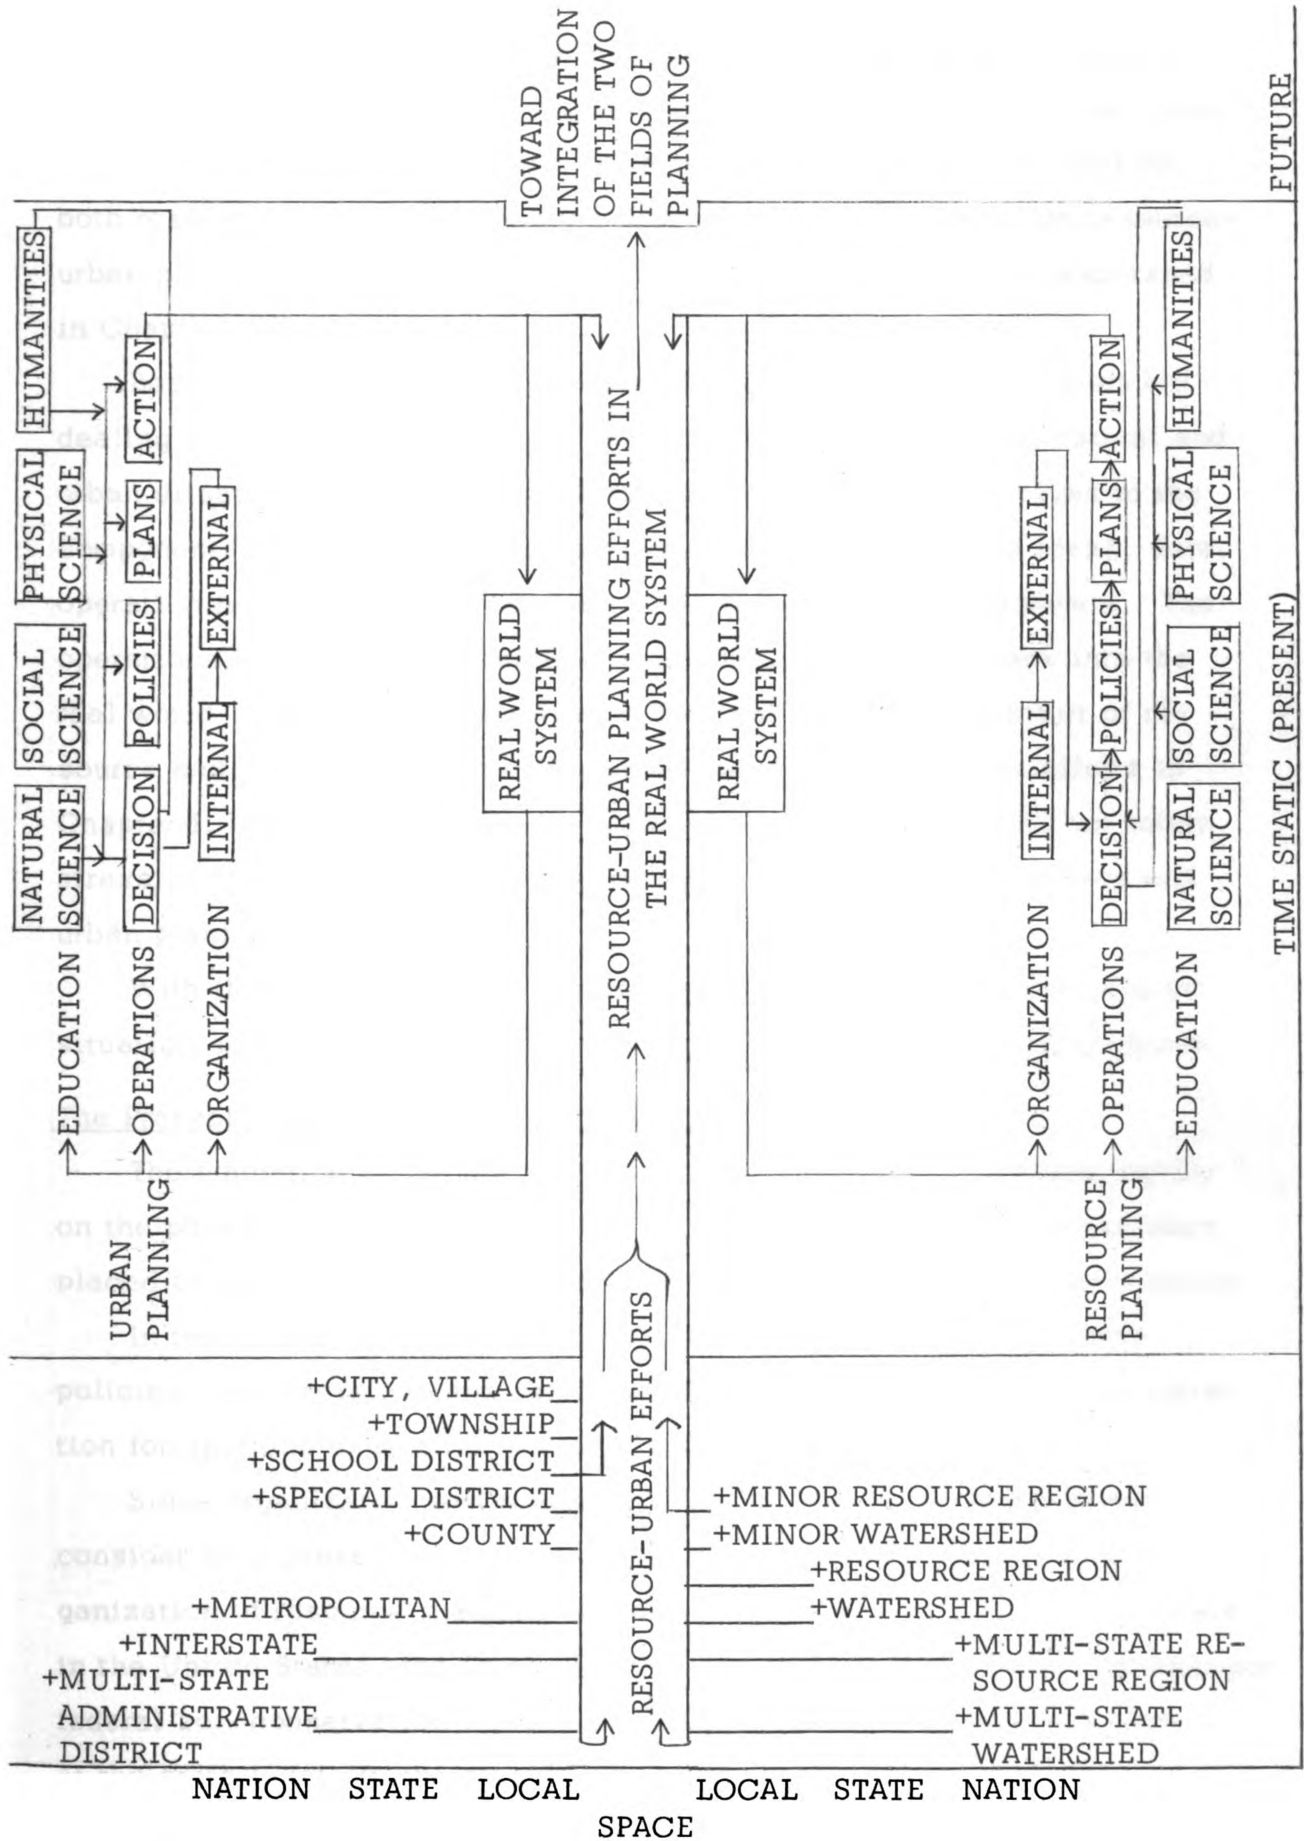 TOWARD
INTEGRATION
OF THE TWO
FIELDS OF
PLANNING
FUTURE
HUMANITIES
PHYSICAL
SCIENCE
SOCIAL
SCIENCE
NATURAL
SCIENCE
EDUCATION
ACTION
PLANS
POLICIES
DECISION
OPERATIONS
EXTERNAL
INTERNAL
ORGANIZATION
URBAN
PLANNING
REAL WORLD
SYSTEM
RESOURCE-URBAN PLANNING EFFORTS IN
THE REAL WORLD SYSTEM
REAL WORLD
SYSTEM
EXTERNAL
INTERNAL
ORGANIZATION
ACTION
PLANS
POLICIES
DECISION
OPERATIONS
HUMANITIES
PHYSICAL
SCIENCE
SOCIAL
SCIENCE
NATURAL
SCIENCE
EDUCATION
RESOURCE
PLANNING
TIME STATIC (PRESENT)
+CITY, VILLAGE
+TOWNSHIP
+SCHOOL DISTRICT
+SPECIAL DISTRICT
+COUNTY
+METROPOLITAN
+INTERSTATE
+MULTI-STATE
ADMINISTRATIVE
DISTRICT
RESOURCE-URBAN EFFORTS
+MINOR RESOURCE REGION
+MINOR WATERSHED
+RESOURCE REGION
+WATERSHED
+MULTI-STATE RE-
SOURCE REGION
+MULTI-STATE
WATERSHED
NATION STATE LOCAL LOCAL STATE NATION
SPACE